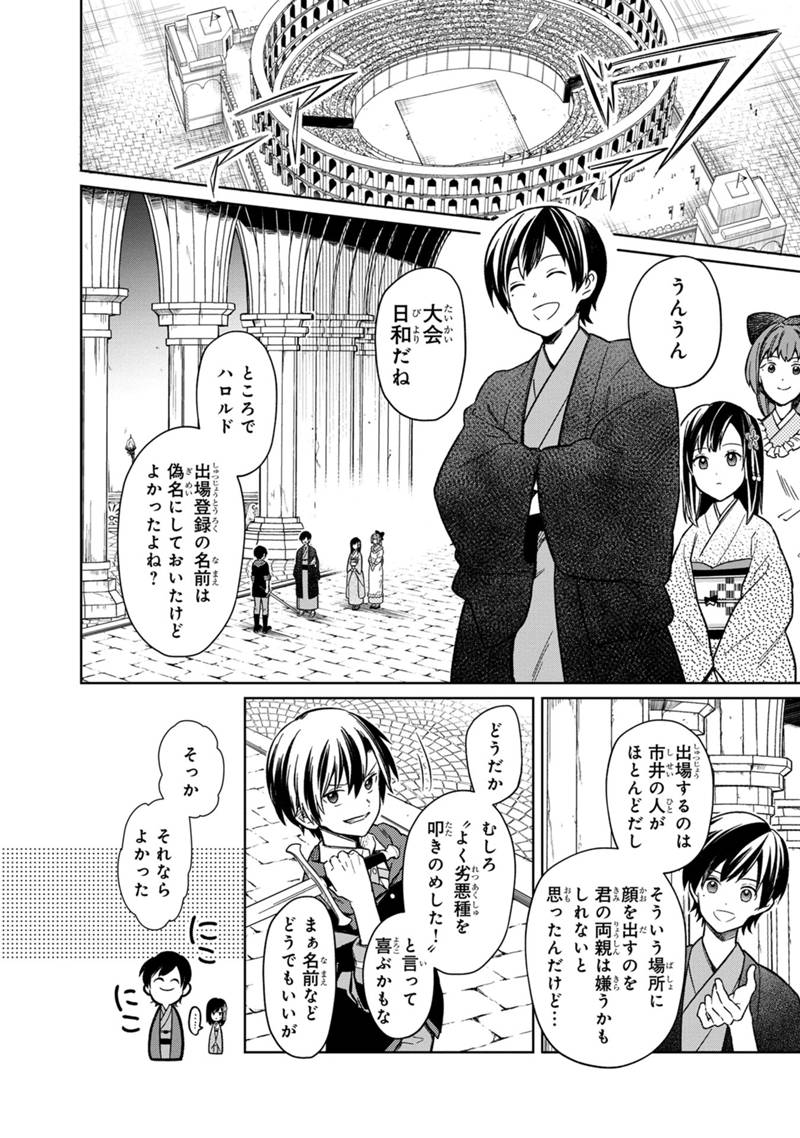 うんうん
大会
日和だね
ところで
ハロルド
出場登録の名前は
偽名にしておいたけど
よかったよね?
出場するのは
市井の人が
ほとんどだし
そういう場所に
顔を出すのを
君の両親は嫌うかも
しれないと
思ったんだけど…
どうだか
むしろ
〝よく劣悪種を
叩きのめした!〟
と言って
喜ぶかもな
まぁ名前など
どうでもいいが
そっか
それなら
よかった
にこ
にこ
……